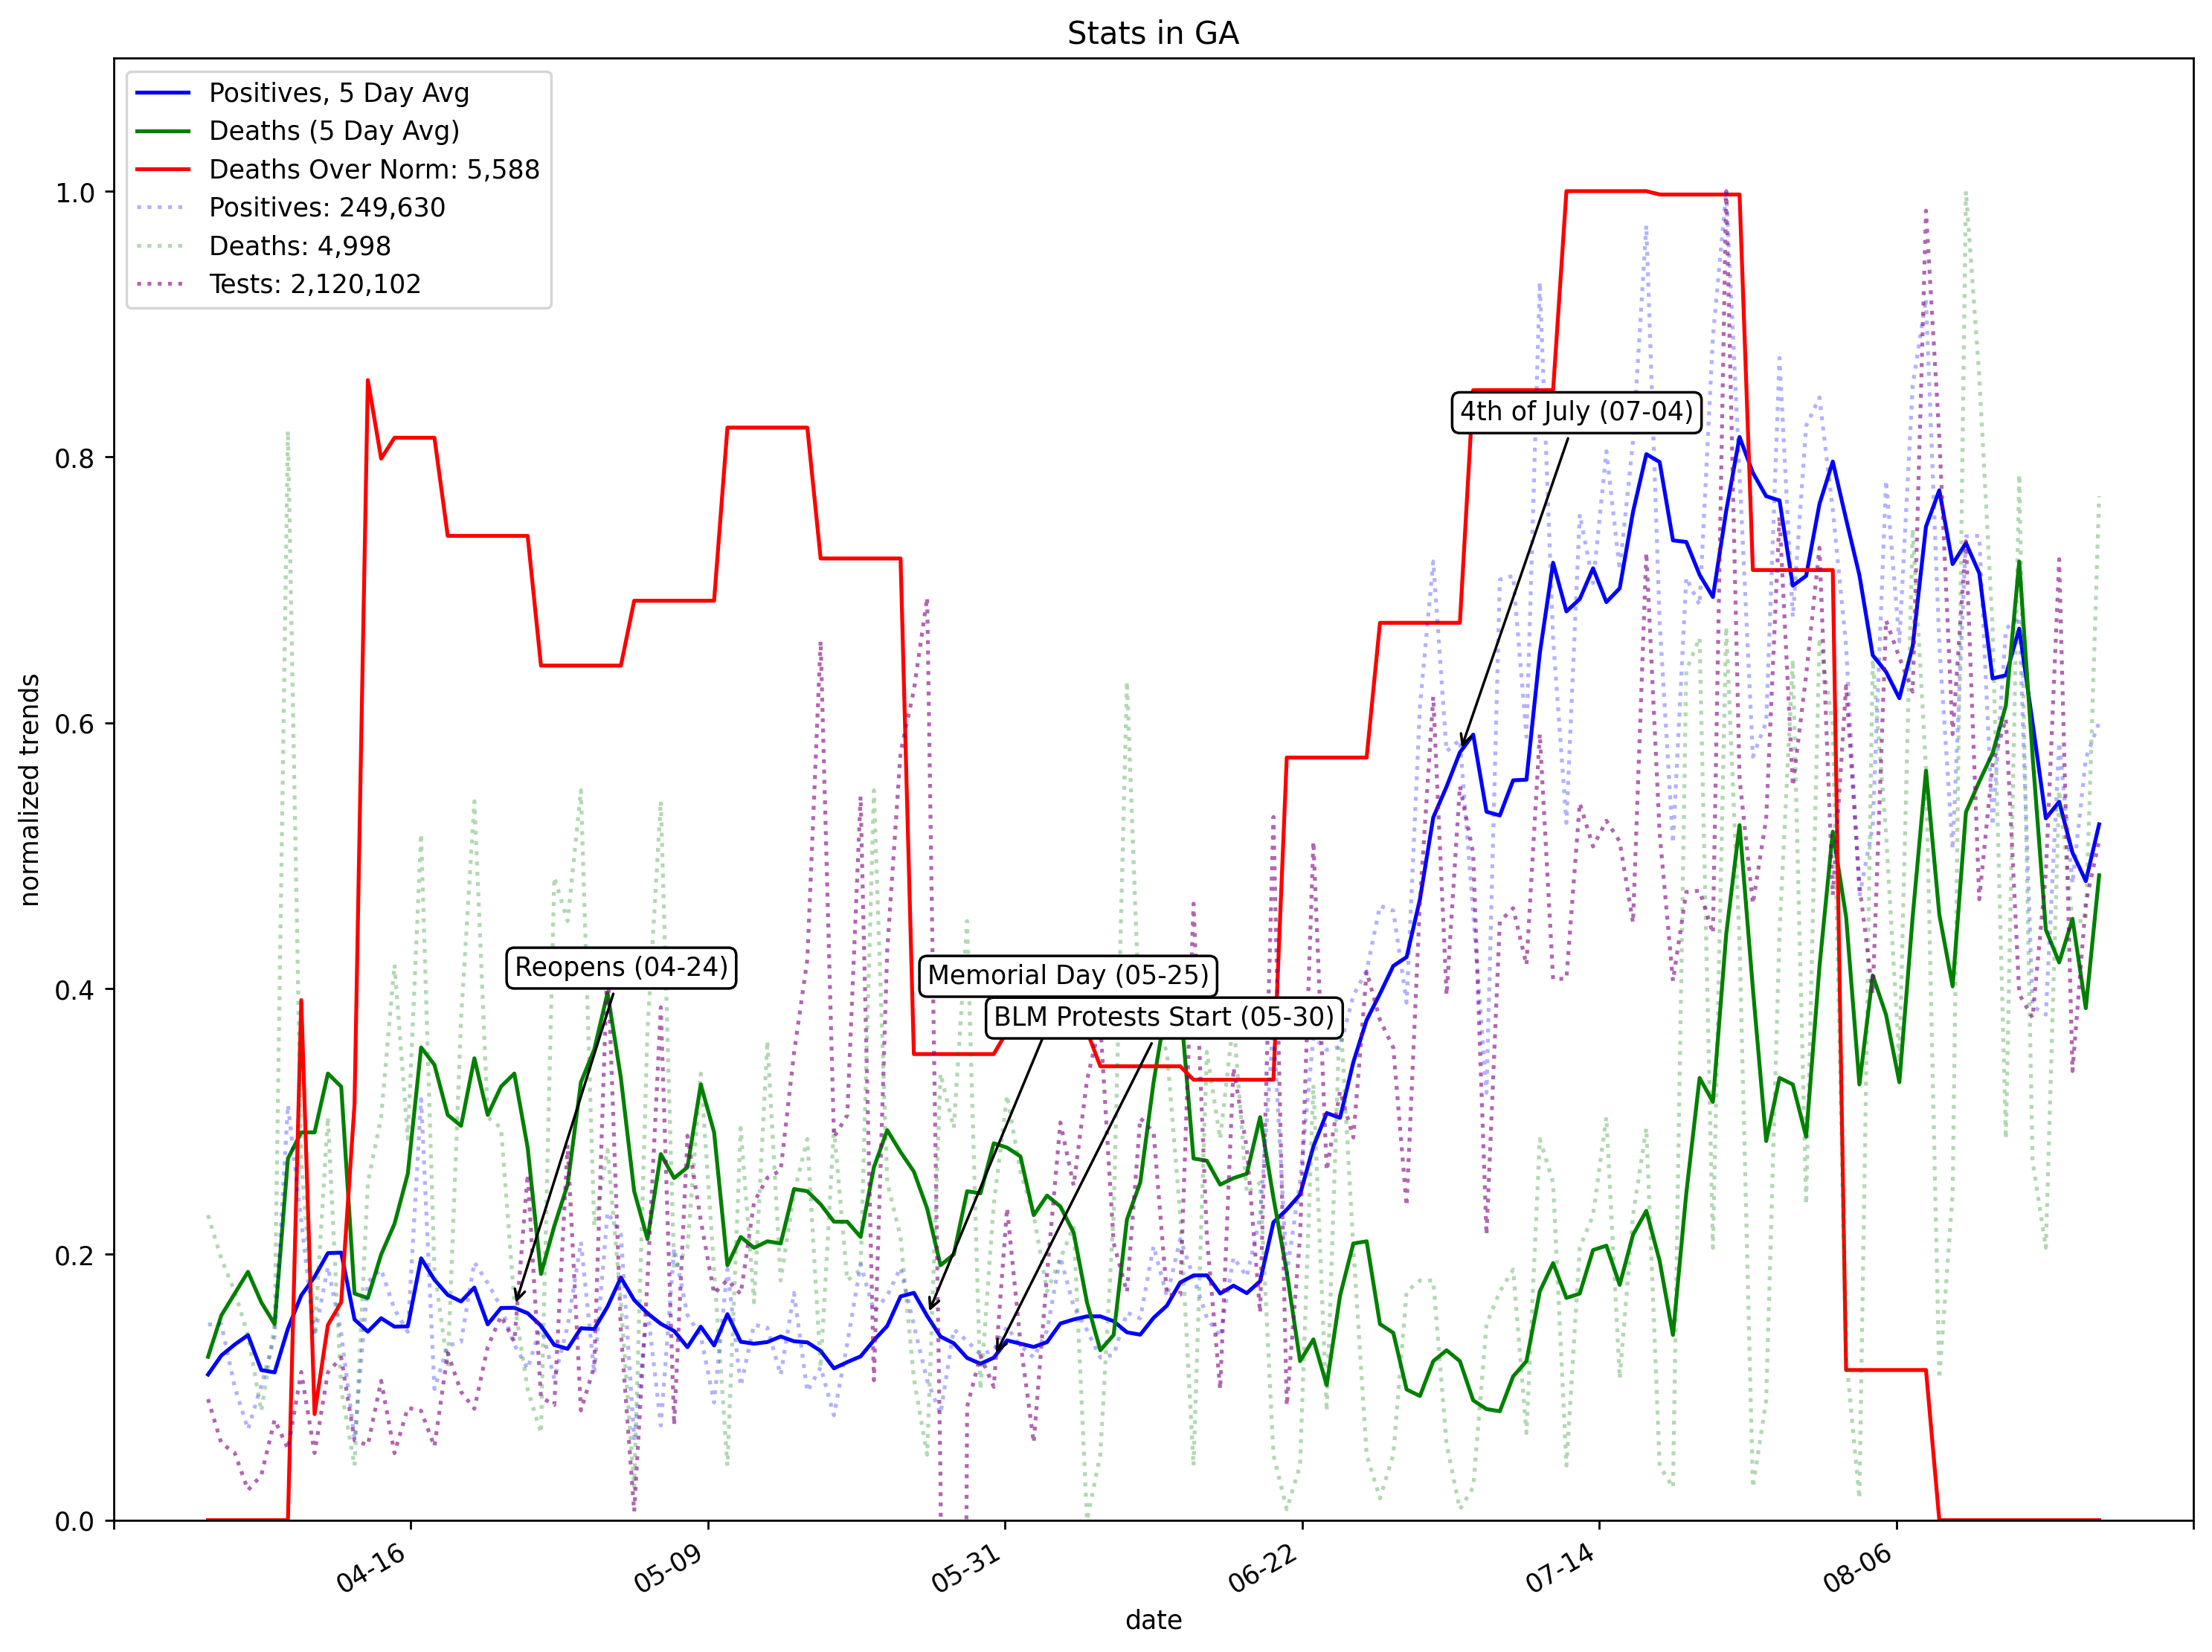 Stats in GA
Positives, 5 Day Avg
Deaths (5 Day Avg)
Deaths Over Norm: 5,588
Positives: 249,630
Deaths: 4,998
Tests: 2,120,102
1.0
0.8
0.6
0.4
0.2
0.0
normalized trends
4th of July (07-04)
Reopens (04-24)
Memorial Day (05-25)
BLM Protests Start (05-30)
04-16
05-09
05-31
06-22
07-14
08-06
date